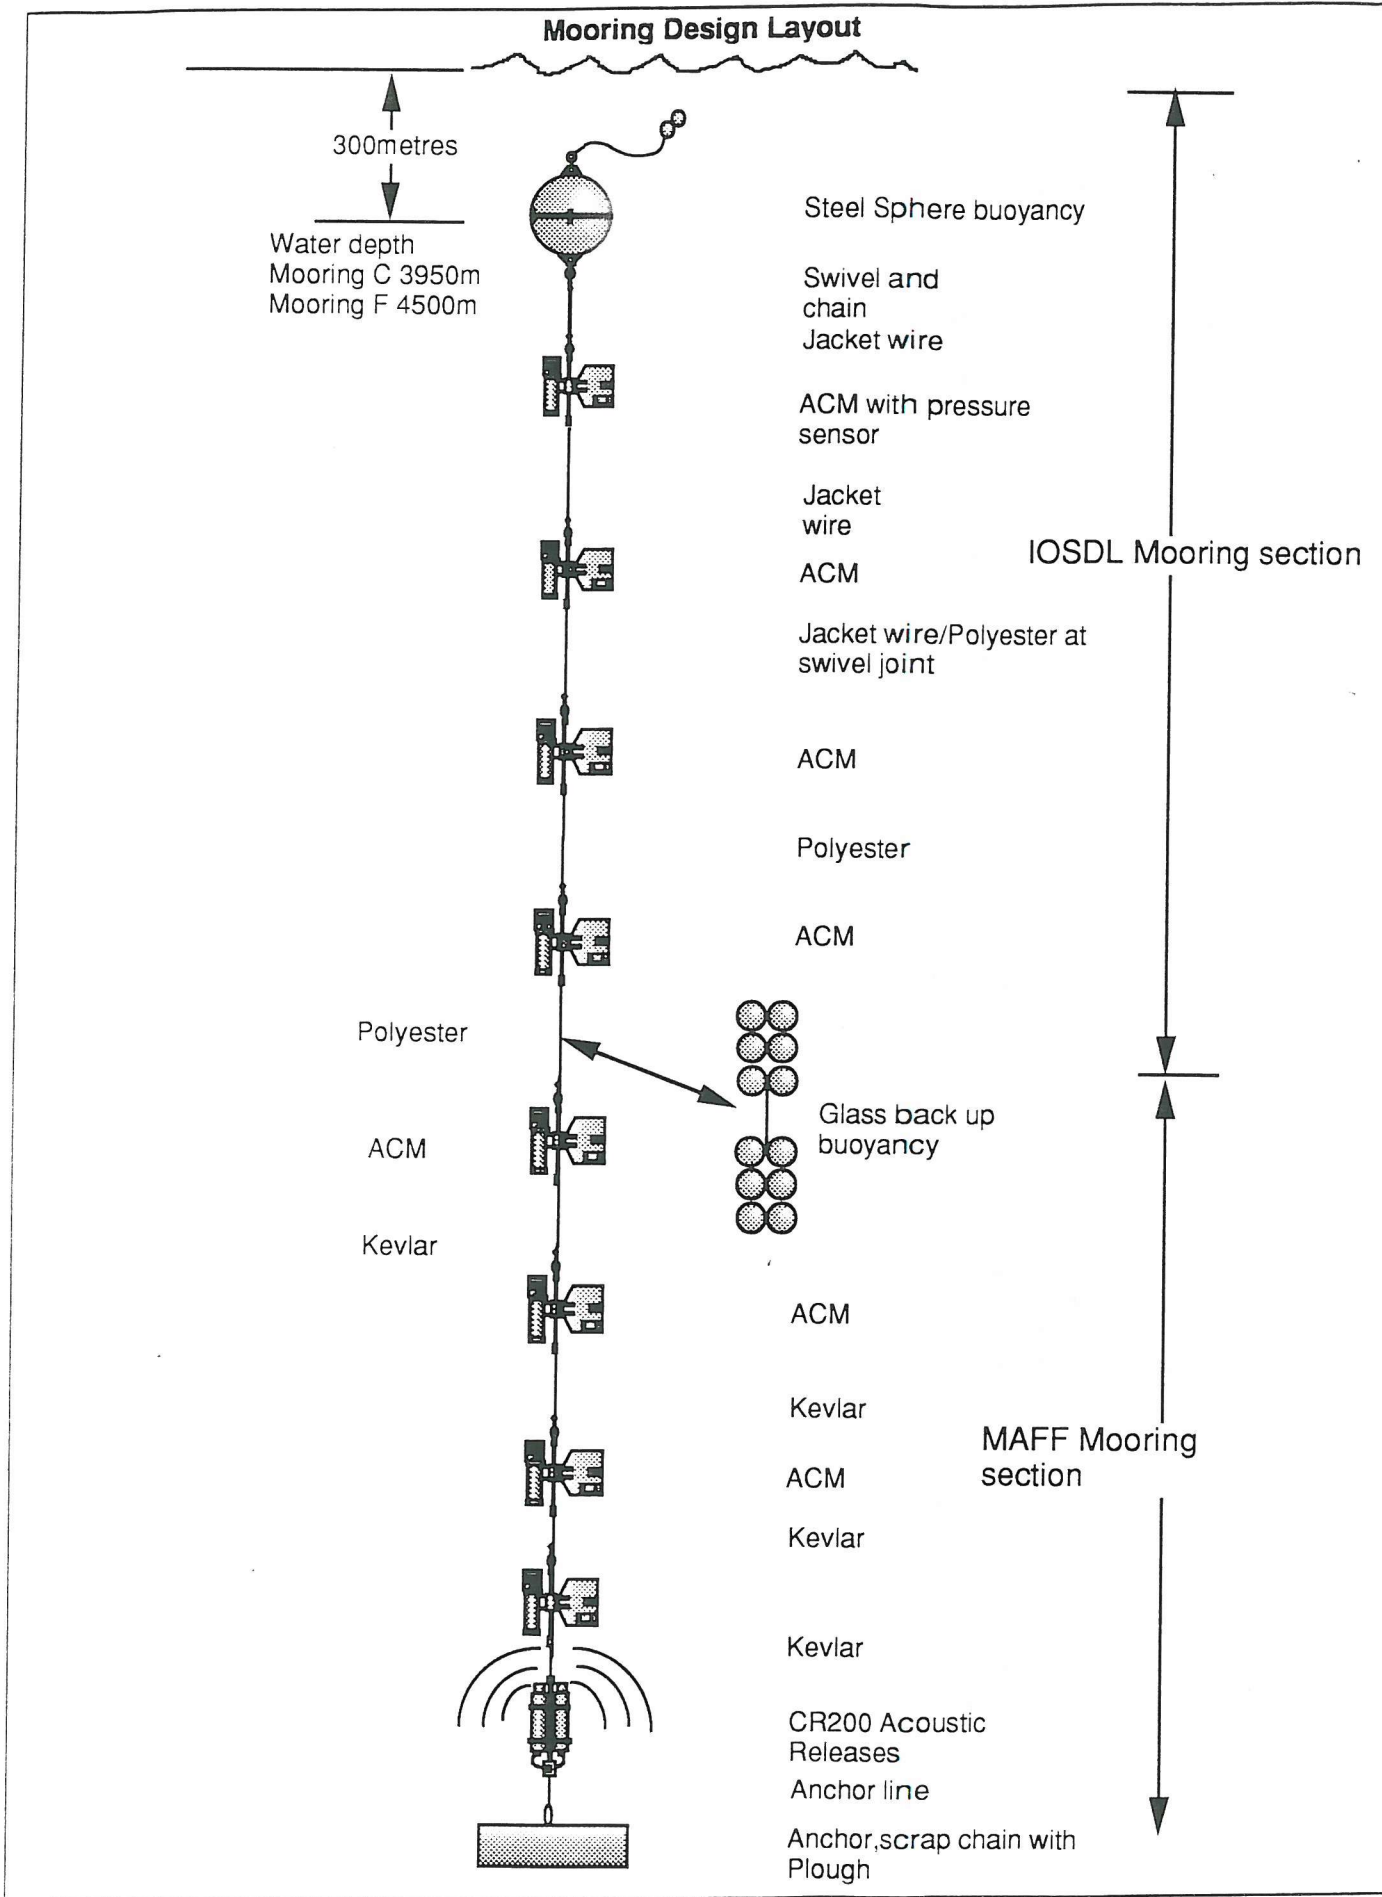 Mooring Design Layout
300metres
Water depth
Mooring C 3950m
Mooring F 4500m
Steel Sphere buoyancy
Swivel and
chain
Jacket wire
ACM with pressure
sensor
Jacket
wire
ACM
IOSDL Mooring section
Jacket wire/Polyester at
swivel joint
ACM
Polyester
ACM
Polyester
Glass back up
buoyancy
ACM
Kevlar
ACM
Kevlar
MAFF Mooring
section
ACM
Kevlar
Kevlar
CR200 Acoustic
Releases
Anchor line
Anchor,scrap chain with
Plough